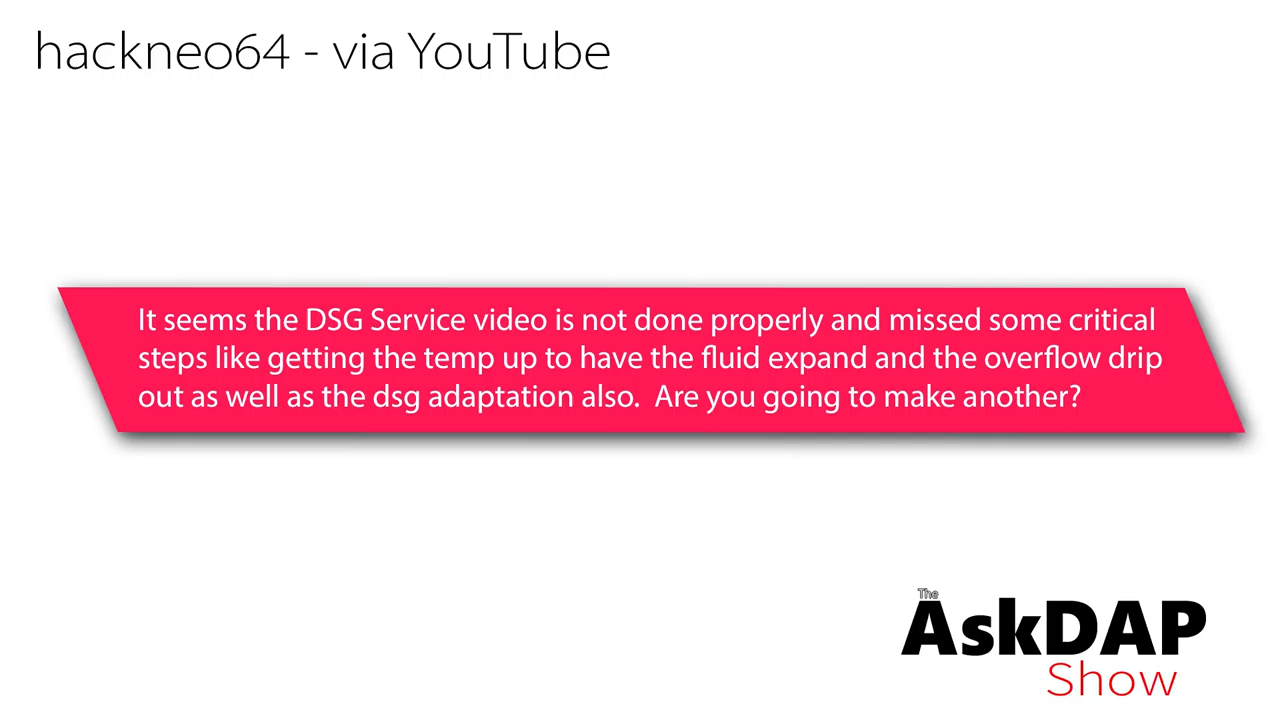 hackneo64 - via YouTube
It seems the DSG Service video is not done properly and missed some critical
steps like getting the temp up to have the fluid expand and the overflow drip
out as well as the dsg adaptation also.  Are you going to make another?
The
AskDAP
Show